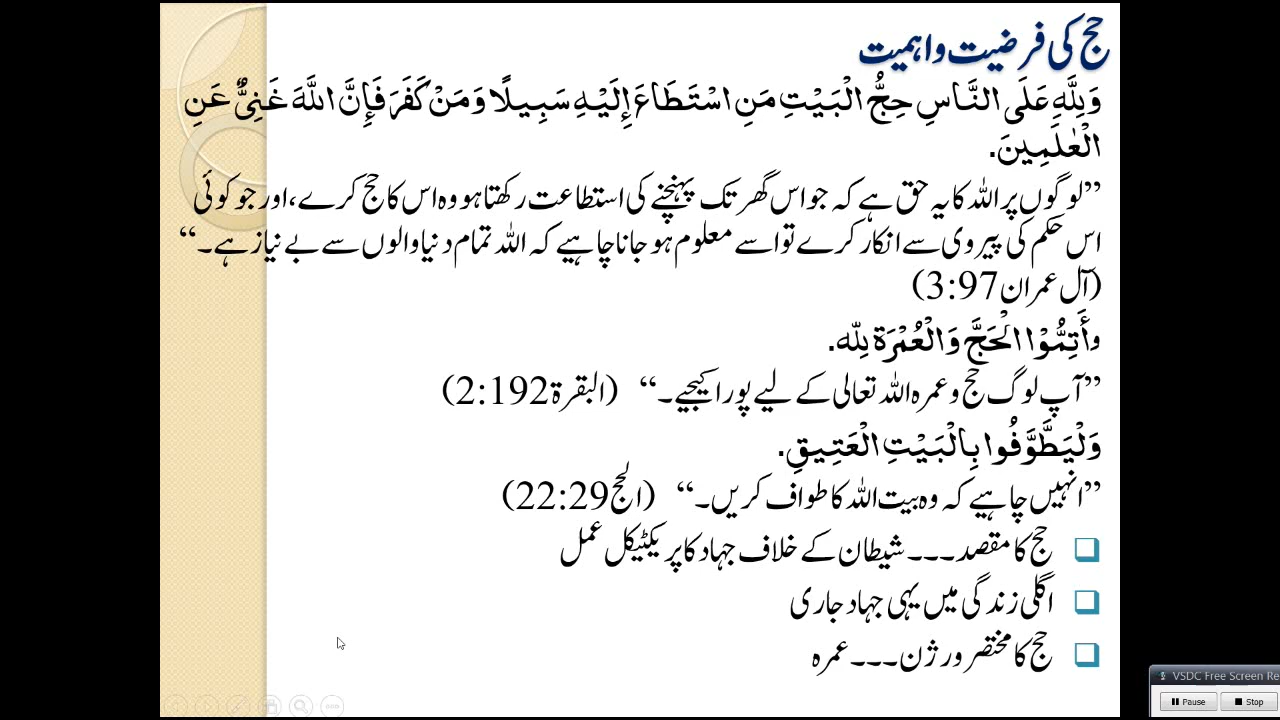 حج کی فرضیت و اہمیت
وَلِلَّهِ عَلَى النَّاسِ حِجُّ الْبَيْتِ مَنِ اسْتَطَاعَ إِلَيْهِ سَبِيلًا وَمَنْ كَفَرَ فَإِنَّ اللَّهَ غَنِيٌّ عَنِ
الْعٰلَمِينَ.
”لوگوں پر اللہ کا یہ حق ہے کہ جو اس گھر تک پہنچنے کی استطاعت رکھتا ہو وہ اس کا حج کرے، اور جو کوئی
اس حکم کی پیروی سے انکار کرے تو اسے معلوم ہو جانا چاہیے کہ اللہ تمام دنیا والوں سے بے نیاز ہے۔“
(آل عمران 3:97)
وأَتِمُّوْا الْحَجَّ وَالْعُمْرَة لِلّٰه.
”آپ لوگ حج و عمرہ اللہ تعالی کے لیے پورا کیجیے۔“ (البقرة 2:192)
وَلْيَطَّوَّفُوا بِالْبَيْتِ الْعَتِيقِ.
”انہیں چاہیے کہ وہ بیت اللہ کا طواف کریں۔“ (الحج 22:29)
❑ حج کا مقصد۔۔۔ شیطان کے خلاف جہاد کا پریکٹیکل عمل
❑ اگلی زندگی میں یہی جہاد جاری
❑ حج کا مختصر ورژن۔۔۔ عمرہ
VSDC Free Screen Re
Pause Stop